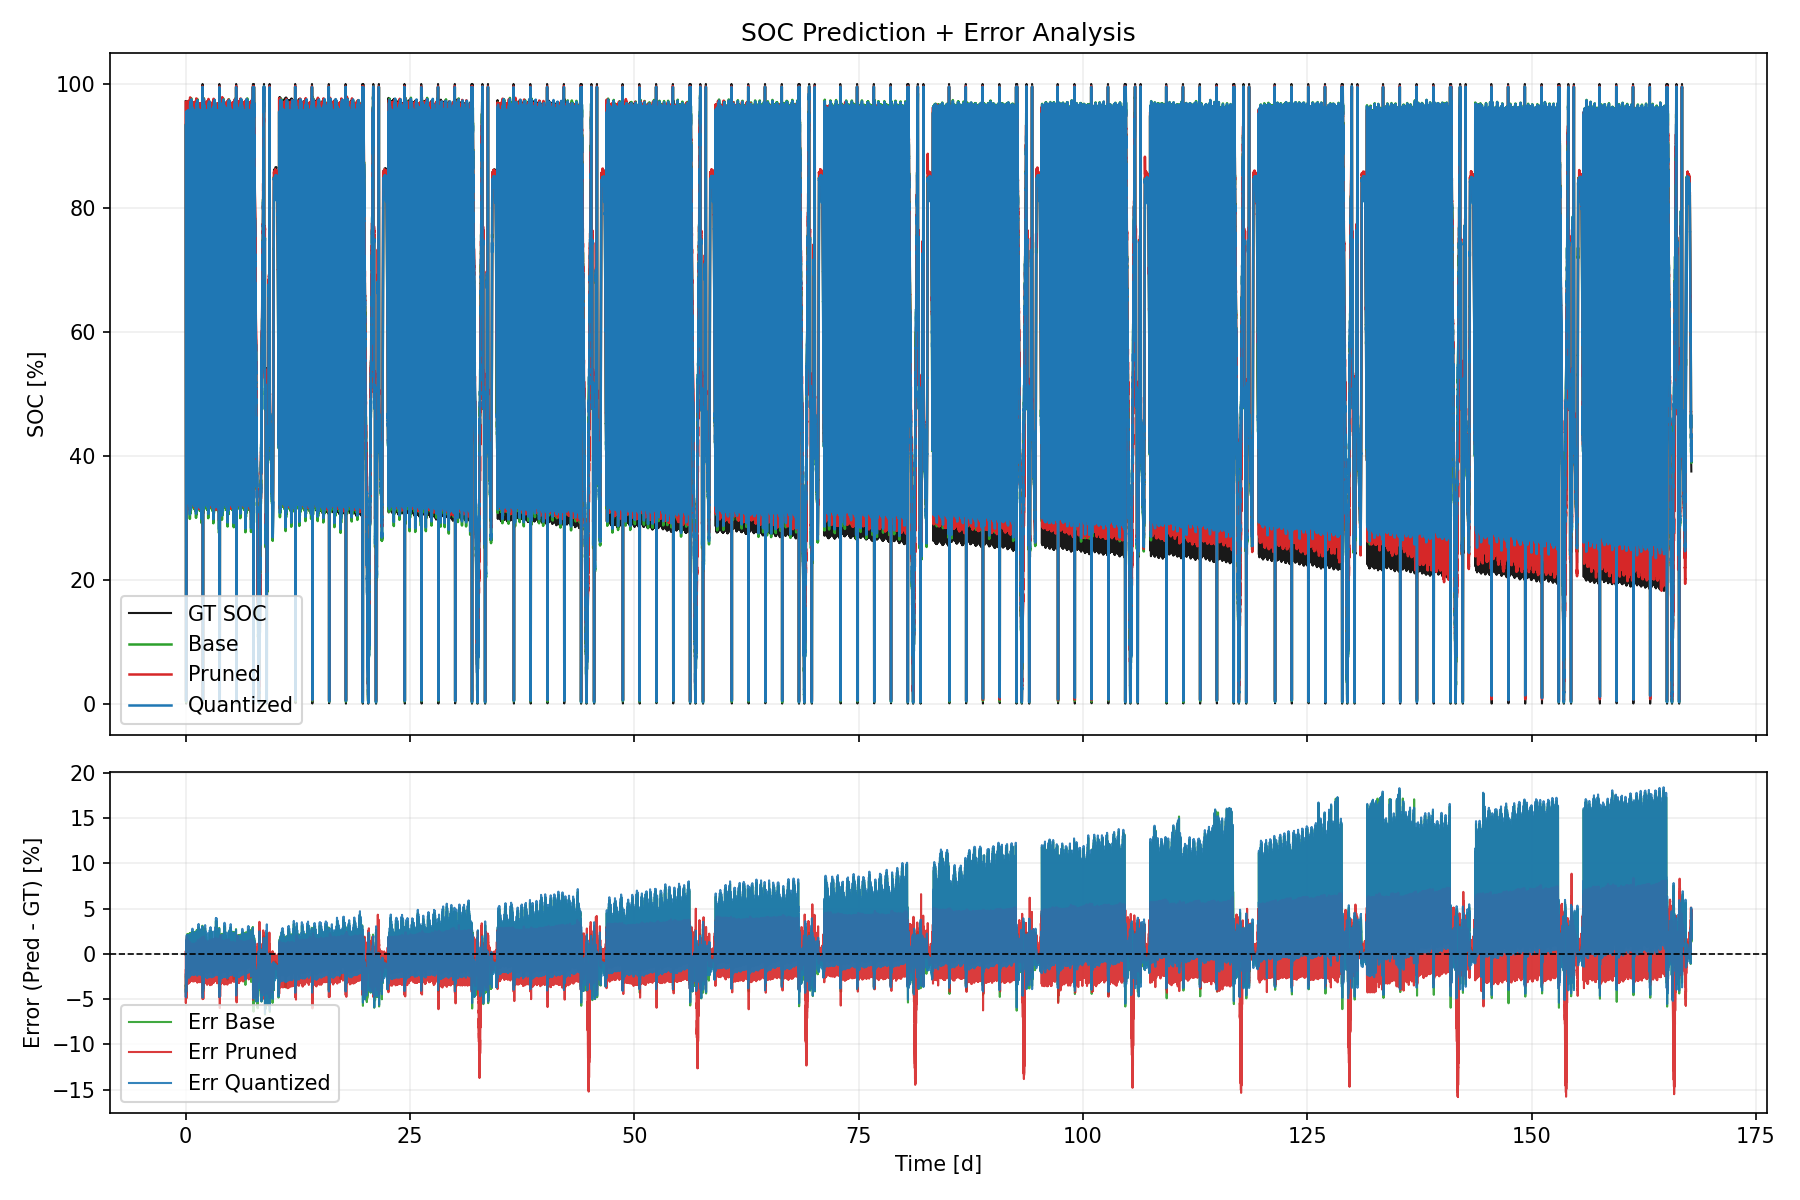 SOC Prediction + Error Analysis
SOC [%]
100
80
60
40
20
0
GT SOC
Base
Pruned
Quantized
Error (Pred - GT) [%]
20
15
10
5
0
−5
−10
−15
Err Base
Err Pruned
Err Quantized
0 25 50 75 100 125 150 175
Time [d]